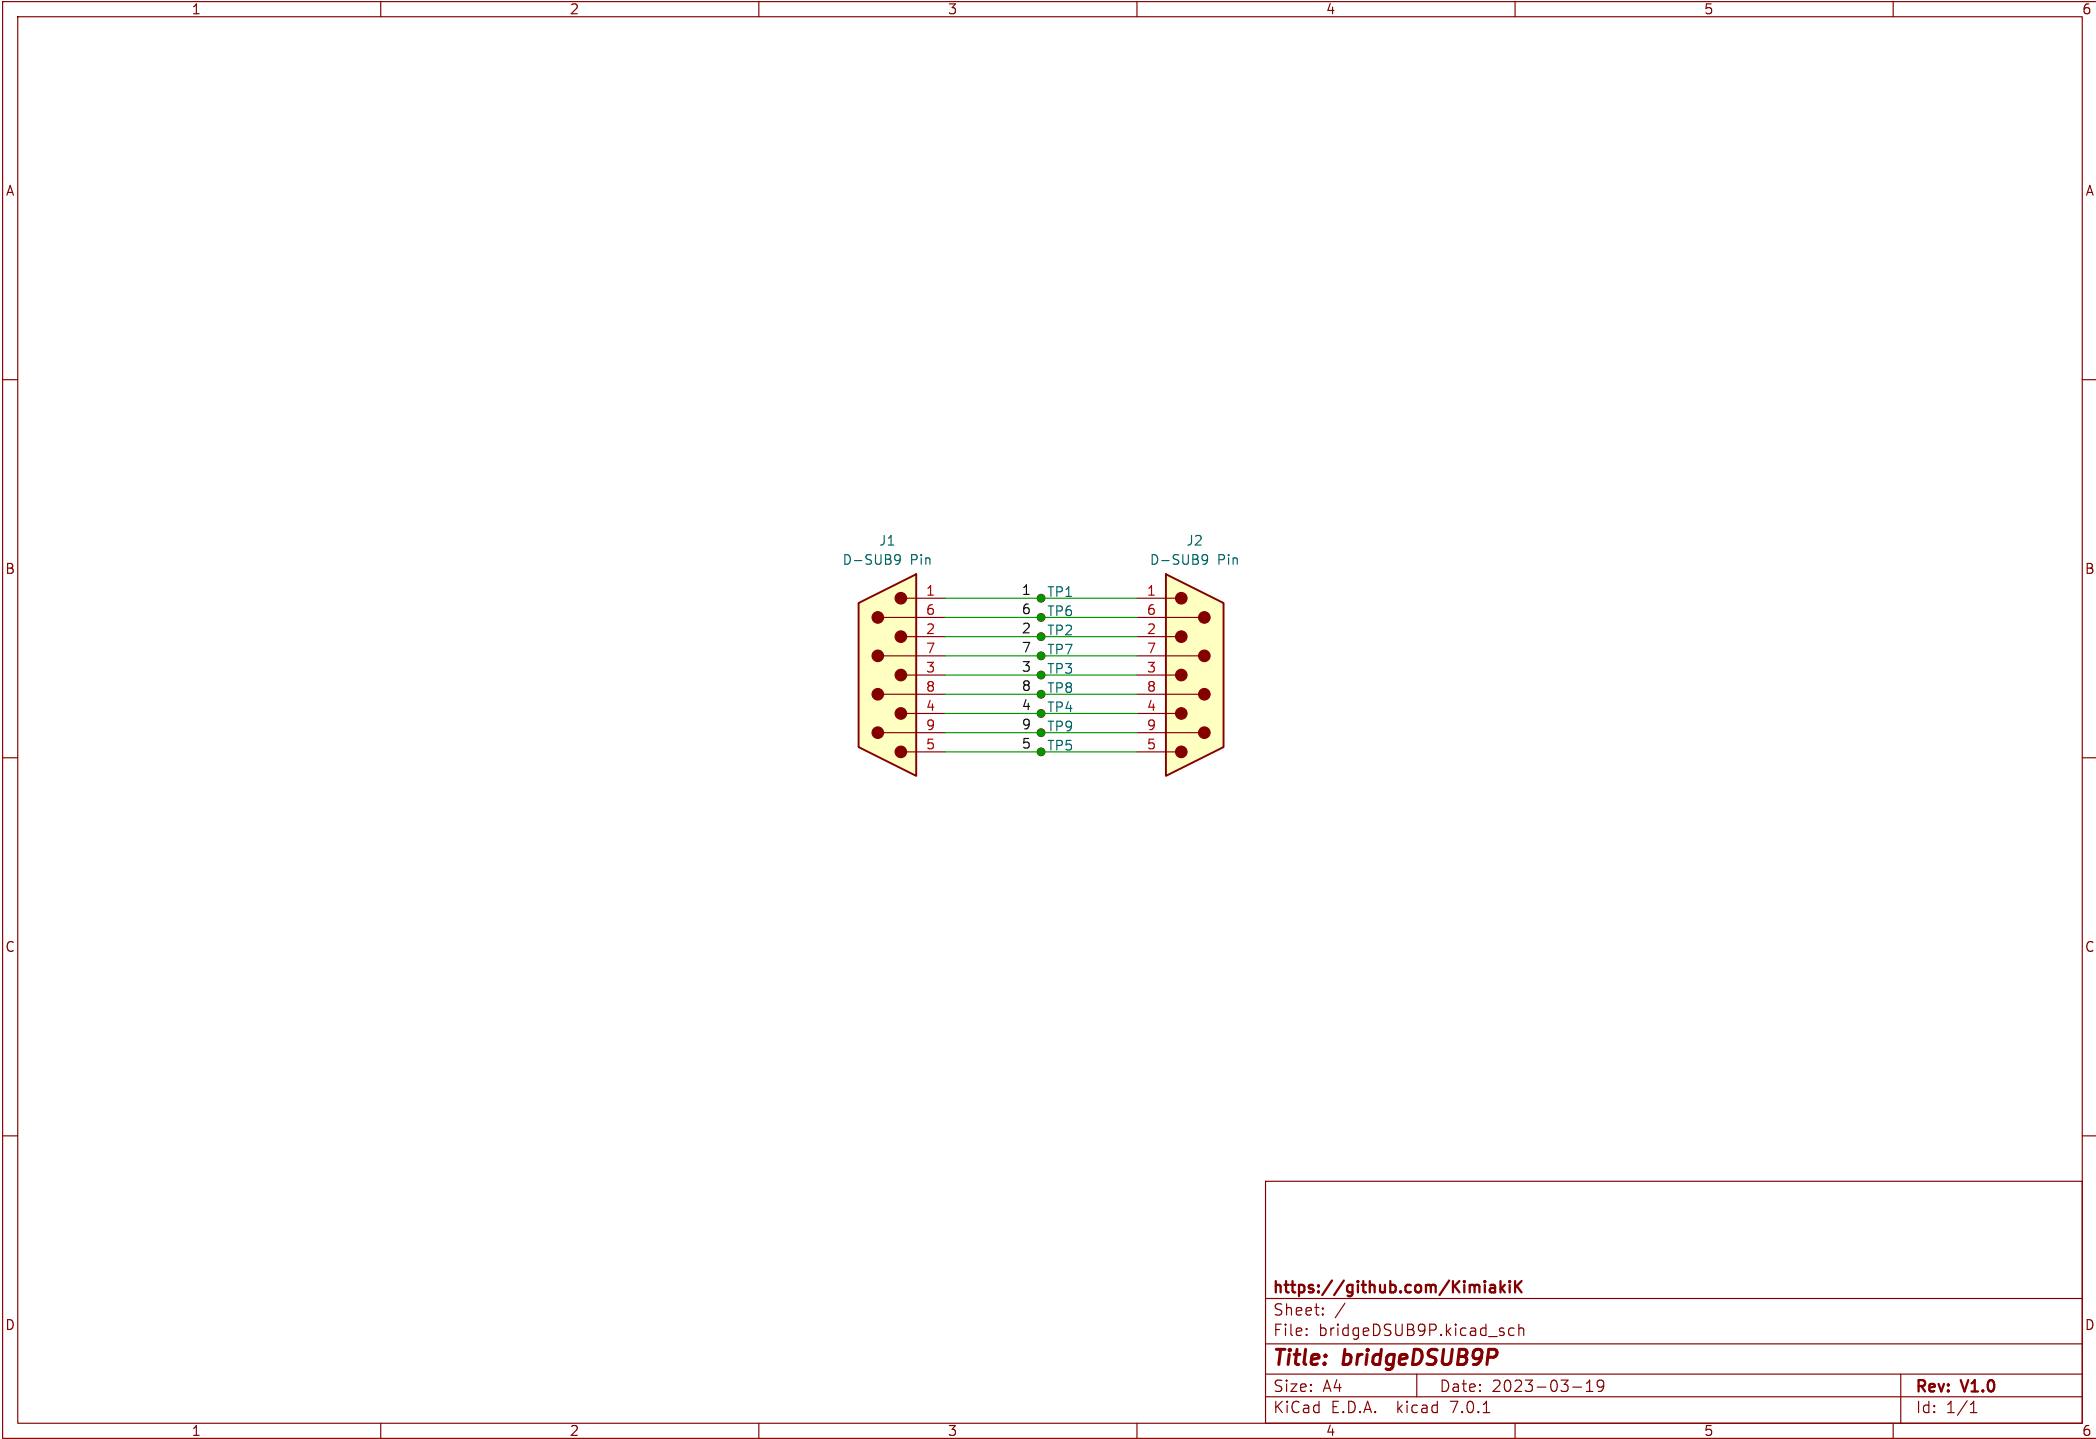 1 2 3 4 5 6
A A
J1 J2
D-SUB9 Pin D-SUB9 Pin
B B
1 1 TP1 1
6 6 TP6 6
2 2 TP2 2
7 7 TP7 7
3 3 TP3 3
8 8 TP8 8
4 4 TP4 4
9 9 TP9 9
5 5 TP5 5
C C
https://github.com/KimiakiK
Sheet: /
D D
File: bridgeDSUB9P.kicad_sch
Title: bridgeDSUB9P
Size: A4 Date: 2023-03-19 Rev: V1.0
KiCad E.D.A. kicad 7.0.1 Id: 1/1
1 2 3 4 5 6